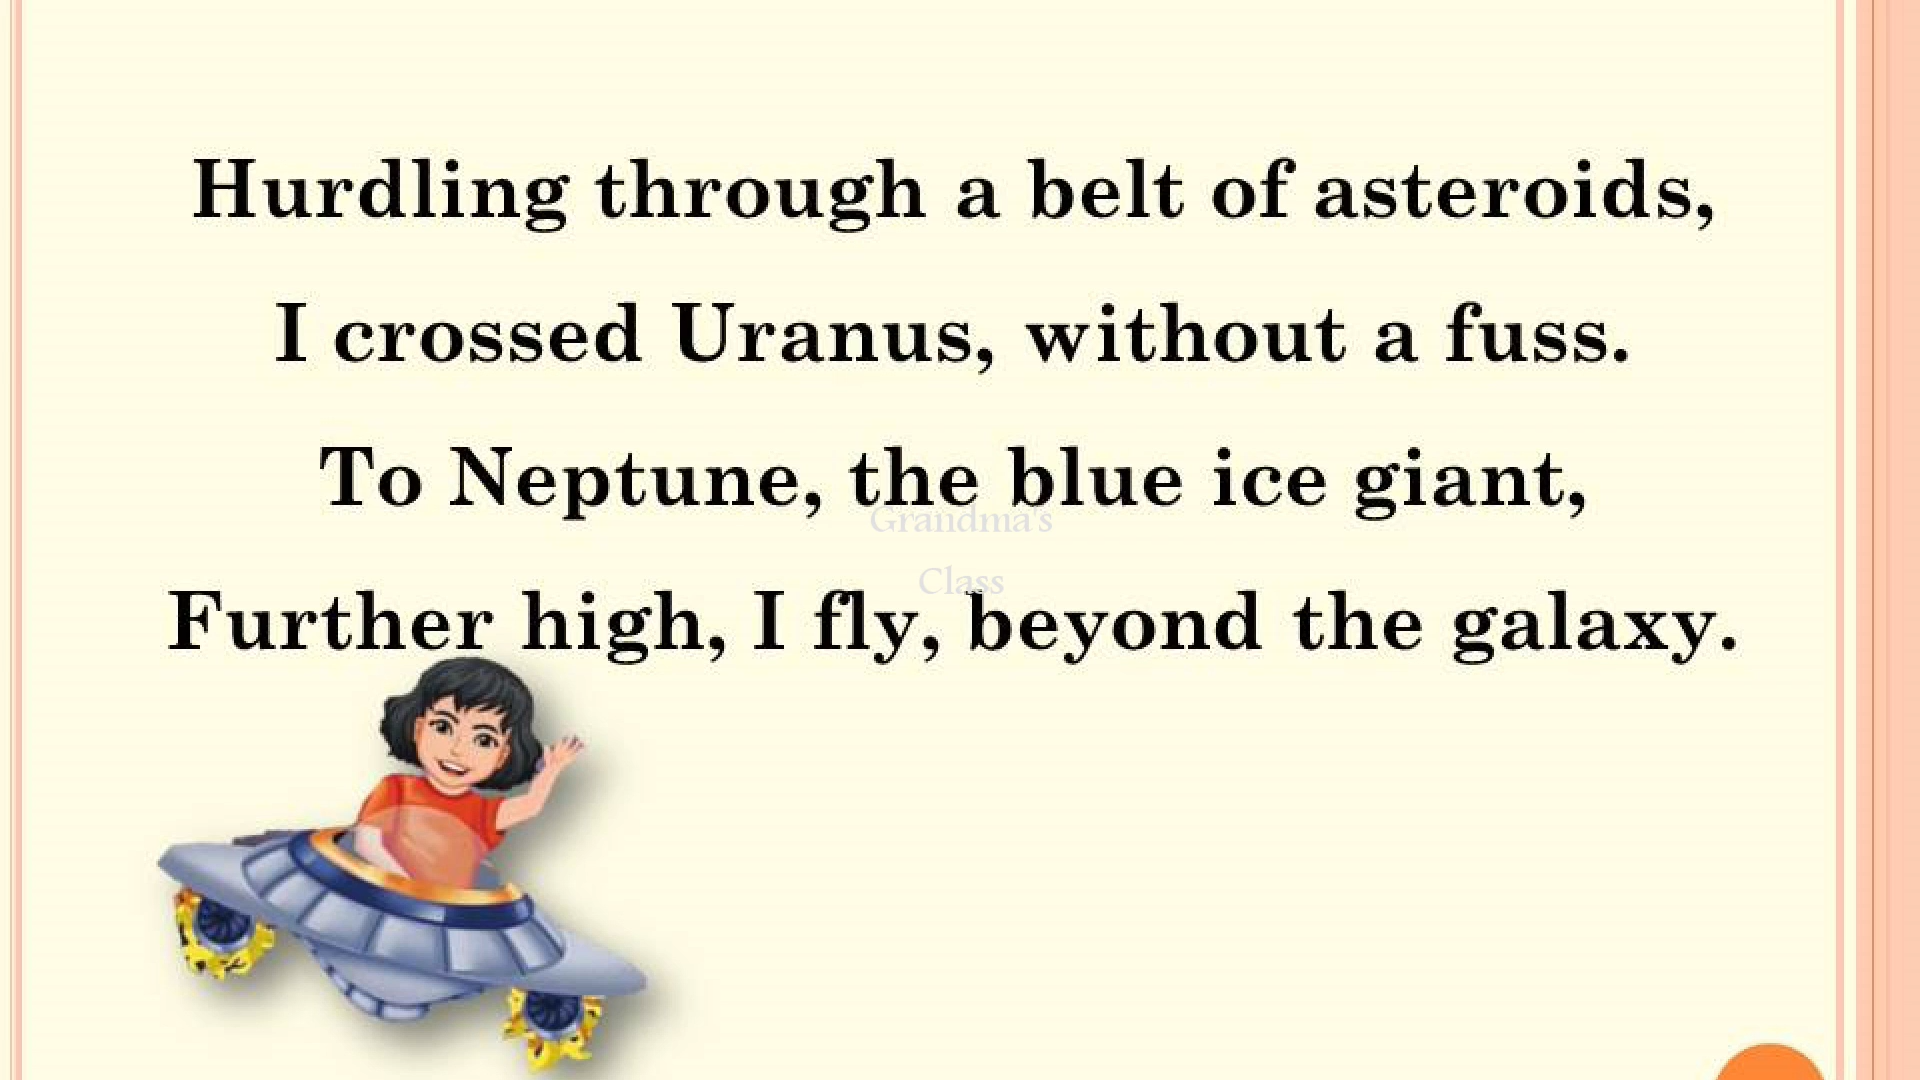 Hurdling through a belt of asteroids,
I crossed Uranus, without a fuss.
To Neptune, the blue ice giant,
Grandma's
Class
Further high, I fly, beyond the galaxy.